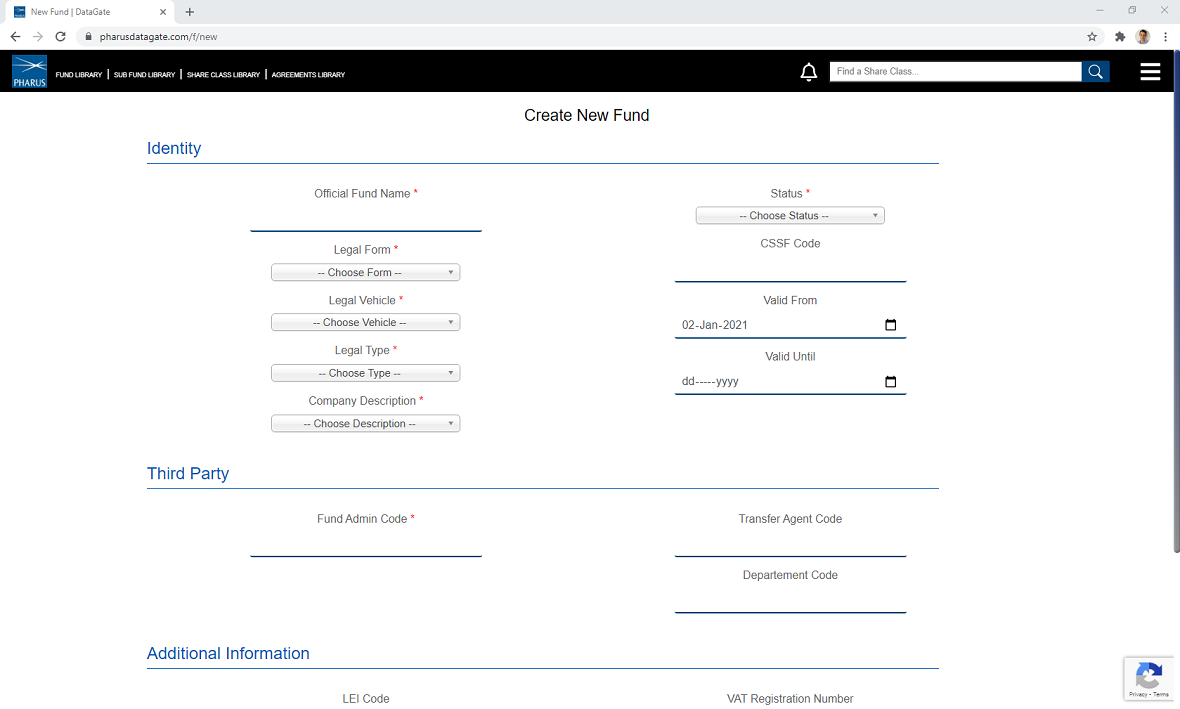 New Fund | DataGate
pharusdatagate.com/f/new
PHARUS
FUND LIBRARY | SUB FUND LIBRARY | SHARE CLASS LIBRARY | AGREEMENTS LIBRARY
Find a Share Class...
Create New Fund
Identity
Official Fund Name *
Status *
-- Choose Status --
Legal Form *
CSSF Code
-- Choose Form --
Legal Vehicle *
Valid From
-- Choose Vehicle --
02-Jan-2021
Legal Type *
Valid Until
-- Choose Type --
dd-----yyyy
Company Description *
-- Choose Description --
Third Party
Fund Admin Code *
Transfer Agent Code
Departement Code
Additional Information
LEI Code
VAT Registration Number
Privacy - Terms